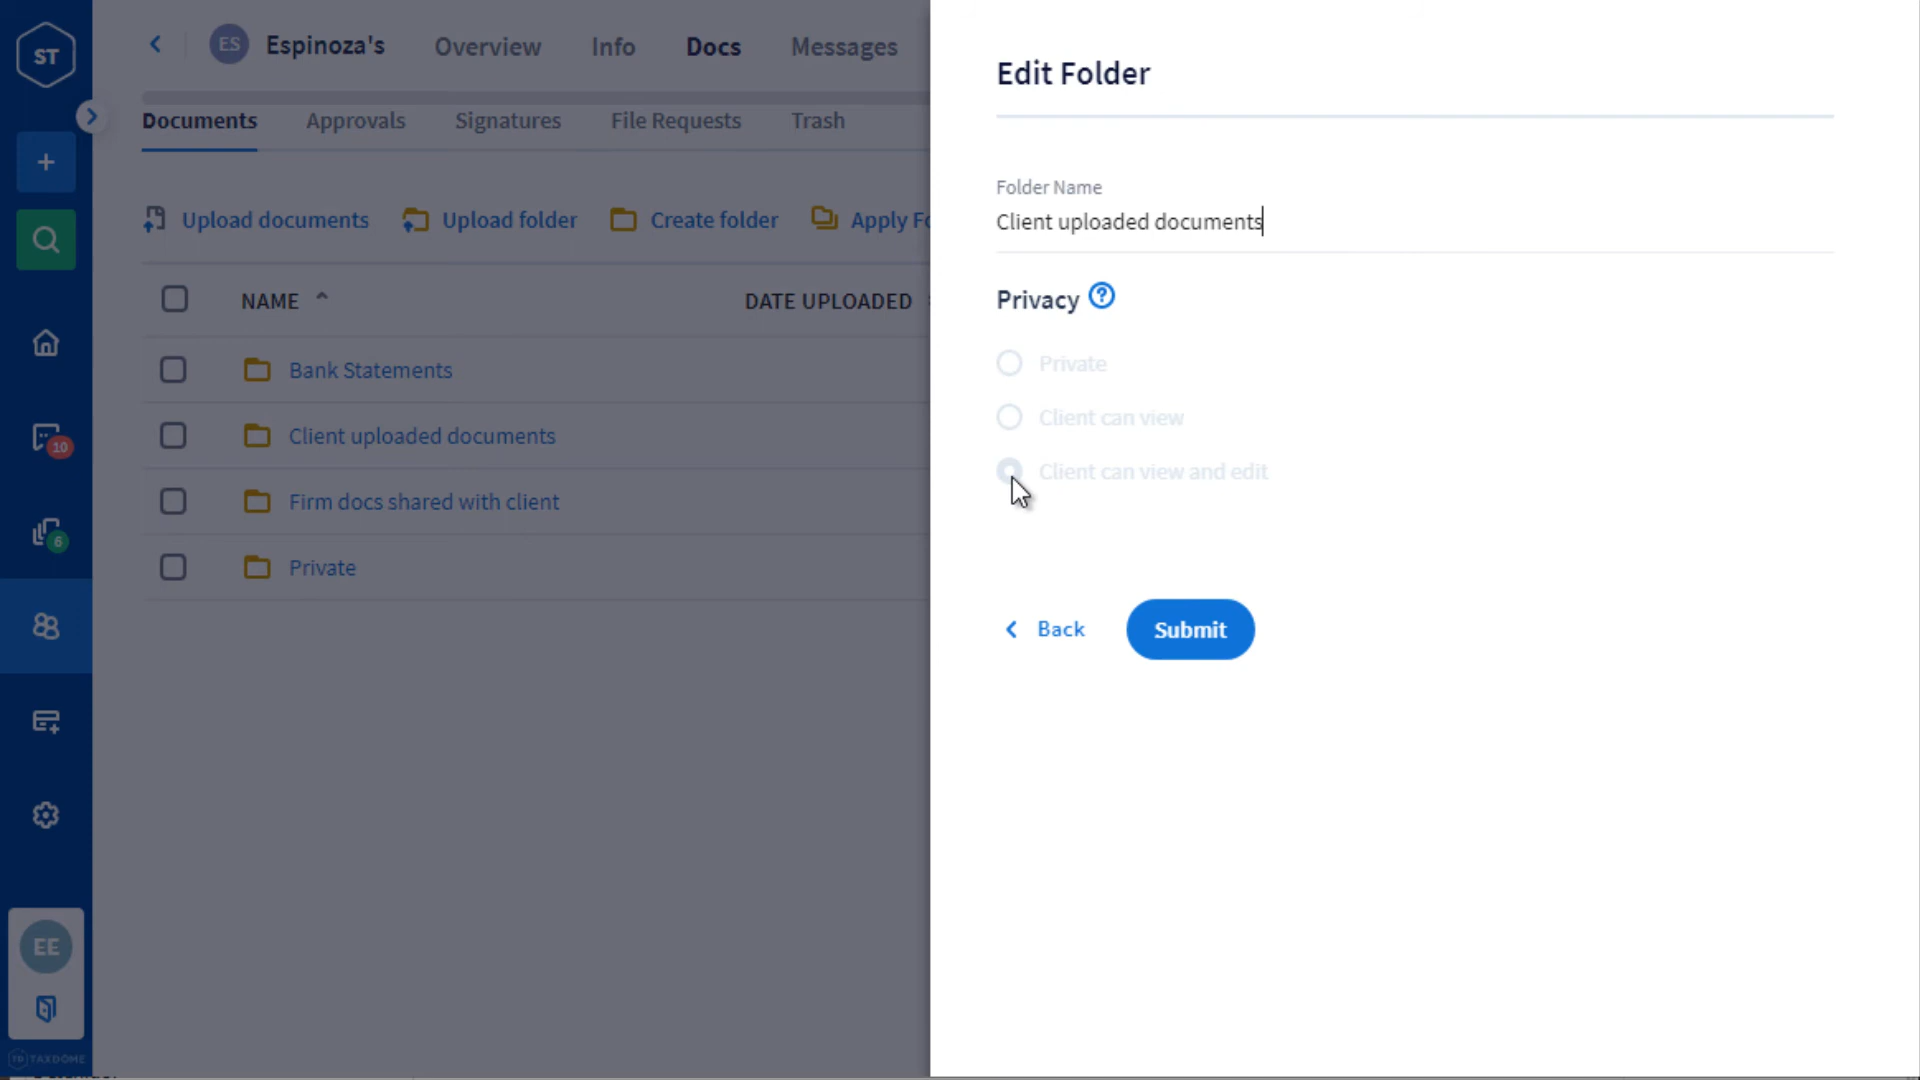 ST
ES Espinoza's Overview Info Docs Messages
Documents Approvals Signatures File Requests Trash
Upload documents Upload folder Create folder Apply
NAME DATE UPLOADED
Bank Statements
Client uploaded documents
Firm docs shared with client
Private
10
6
EE
TAXDOME
Edit Folder
Folder Name
Client uploaded documents
Privacy ?
Private
Client can view
Client can view and edit
Back Submit